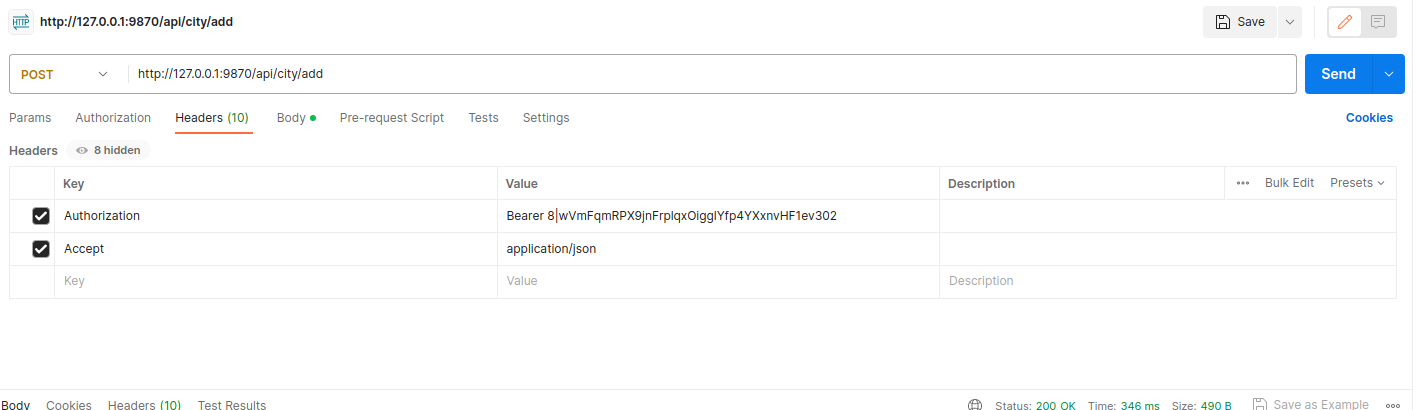 HTTP http://127.0.0.1:9870/api/city/add Save
POST http://127.0.0.1:9870/api/city/add Send
Params Authorization Headers (10) Body Pre-request Script Tests Settings Cookies
Headers 8 hidden
Key Value Description ••• Bulk Edit Presets
Authorization Bearer 8|wVmFqmRPX9jnFrplqxOigglYfp4YXxnvHF1ev302
Accept application/json
Key Value Description
Body Cookies Headers (10) Test Results Status: 200 OK Time: 346 ms Size: 490 B Save as Example •••